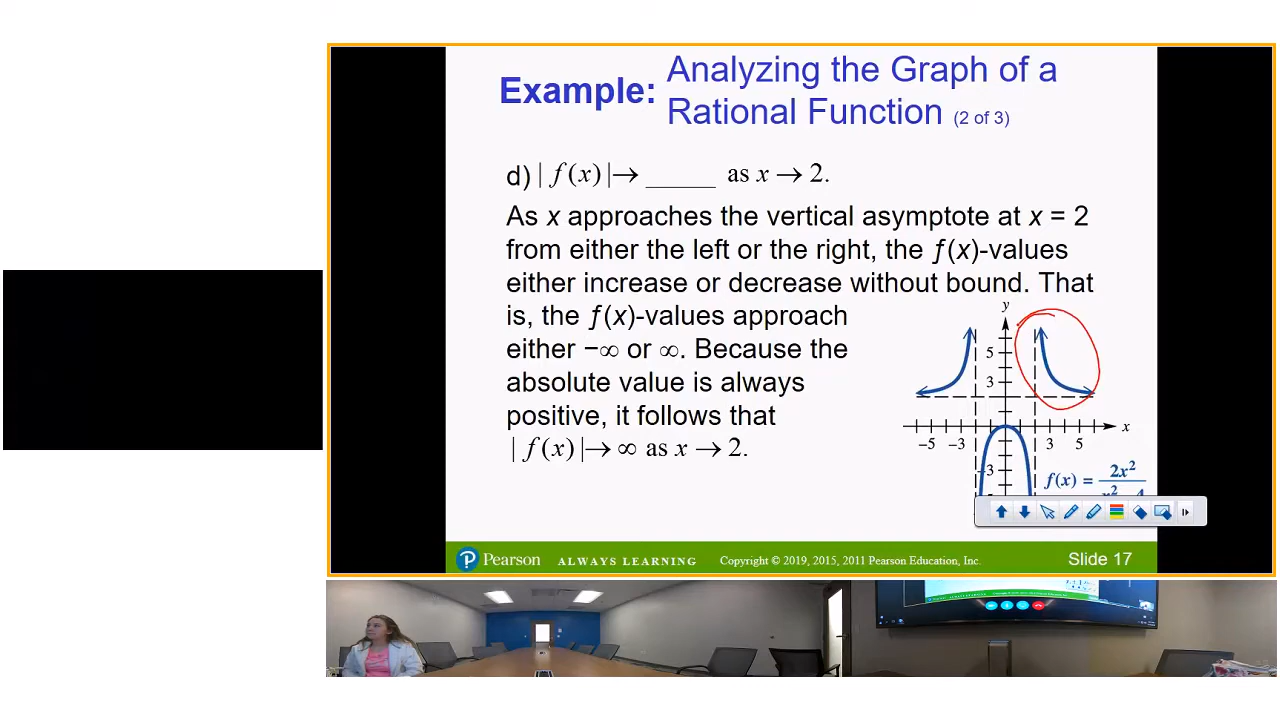 Example: Analyzing the Graph of a
Rational Function (2 of 3)
d) | f(x) |→ _____ as x → 2.
As x approaches the vertical asymptote at x = 2
from either the left or the right, the ƒ(x)-values
either increase or decrease without bound. That
is, the ƒ(x)-values approach
either −∞ or ∞. Because the
absolute value is always
positive, it follows that
| f(x) |→ ∞ as x → 2.
y
5
3
x
−5 −3 3 5
−3
f(x) = 2x²
x² 4
P Pearson ALWAYS LEARNING Copyright © 2019, 2015, 2011 Pearson Education, Inc. Slide 17